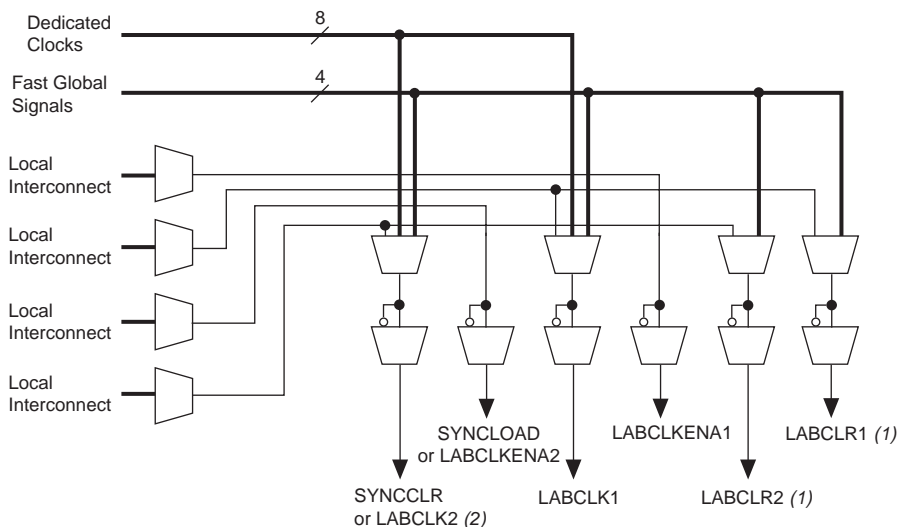 Dedicated
Clocks
8
Fast Global
Signals
4
Local
Interconnect
Local
Interconnect
Local
Interconnect
Local
Interconnect
SYNCLOAD
or LABCLKENA2
LABCLKENA1
LABCLR1 (1)
SYNCCLR
or LABCLK2 (2)
LABCLK1
LABCLR2 (1)